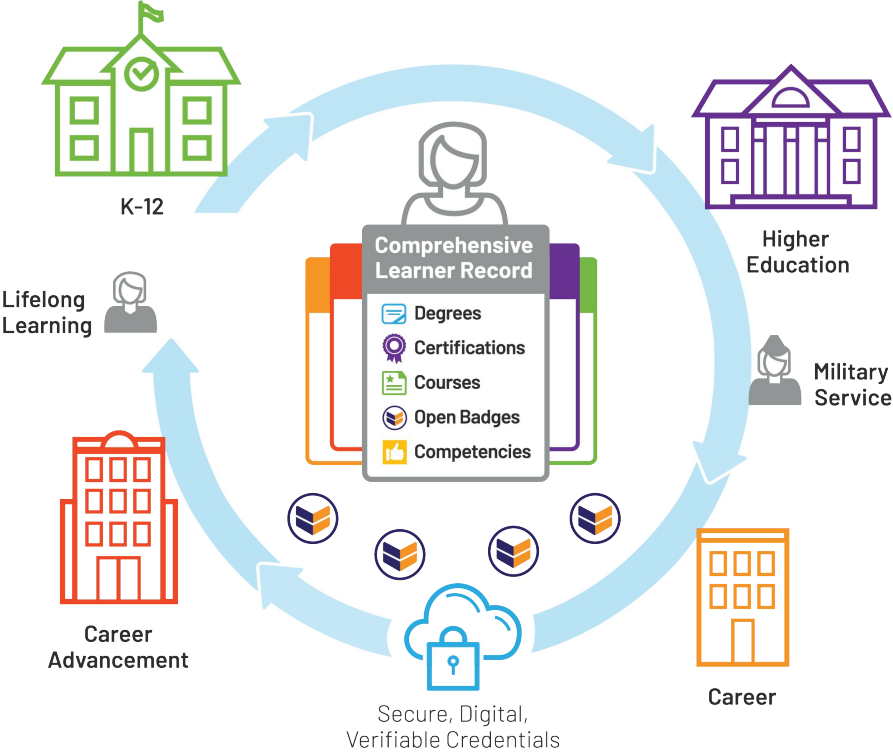 K-12
Higher
Education
Comprehensive
Learner Record
Degrees
Certifications
Courses
Open Badges
Competencies
Lifelong
Learning
Military
Service
Career
Advancement
Career
Secure, Digital,
Verifiable Credentials